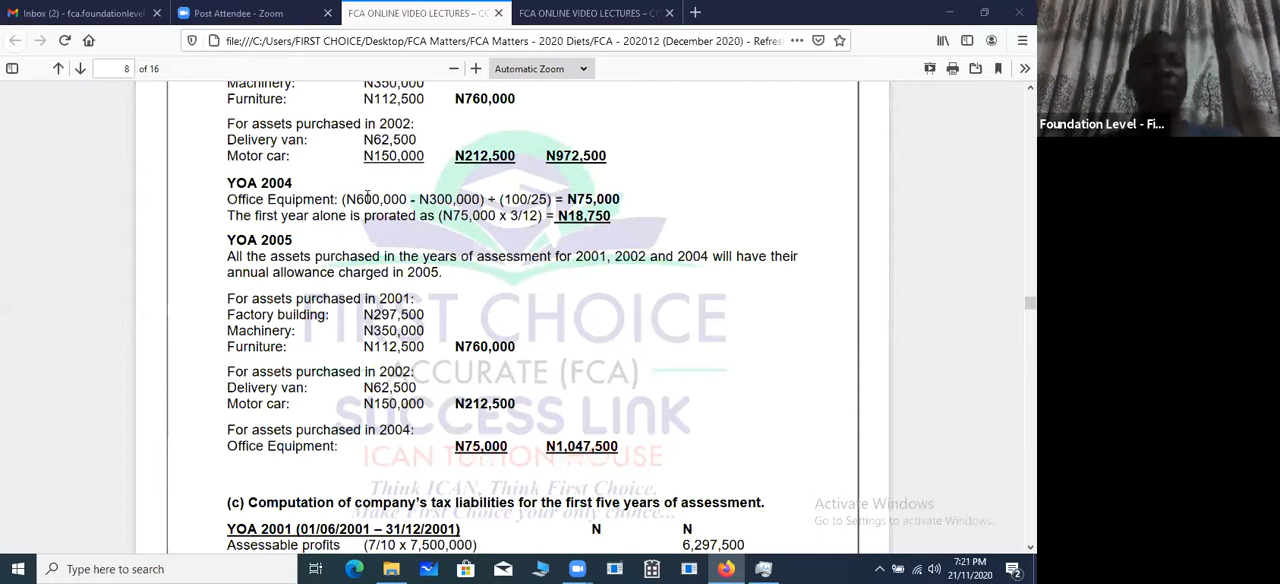 Inbox (2) - fca.foundationlevel
Post Attendee - Zoom
FCA ONLINE VIDEO LECTURES – CO
FCA ONLINE VIDEO LECTURES – CO
file:///C:/Users/FIRST CHOICE/Desktop/FCA Matters/FCA Matters - 2020 Diets/FCA - 202012 (December 2020) - Refres
8 of 16
Automatic Zoom
Foundation Level - Fi...
Machinery: N350,000
Furniture: N112,500 N760,000
For assets purchased in 2002:
Delivery van: N62,500
Motor car: N150,000 N212,500 N972,500
YOA 2004
Office Equipment: (N600,000 - N300,000) ÷ (100/25) = N75,000
The first year alone is prorated as (N75,000 x 3/12) = N18,750
YOA 2005
All the assets purchased in the years of assessment for 2001, 2002 and 2004 will have their
annual allowance charged in 2005.
For assets purchased in 2001:
Factory building: N297,500
Machinery: N350,000
Furniture: N112,500 N760,000
For assets purchased in 2002:
Delivery van: N62,500
Motor car: N150,000 N212,500
For assets purchased in 2004:
Office Equipment: N75,000 N1,047,500
FIRST CHOICE
ACCURATE (FCA)
SUCCESS LINK
ICAN TUITION HOUSE
Think ICAN, Think First Choice.
Make First Choice your only choice...
(c) Computation of company's tax liabilities for the first five years of assessment.
YOA 2001 (01/06/2001 – 31/12/2001) N N
Assessable profits (7/10 x 7,500,000) 6,297,500
Activate Windows
Go to Settings to activate Windows.
Type here to search
7:21 PM
21/11/2020
2